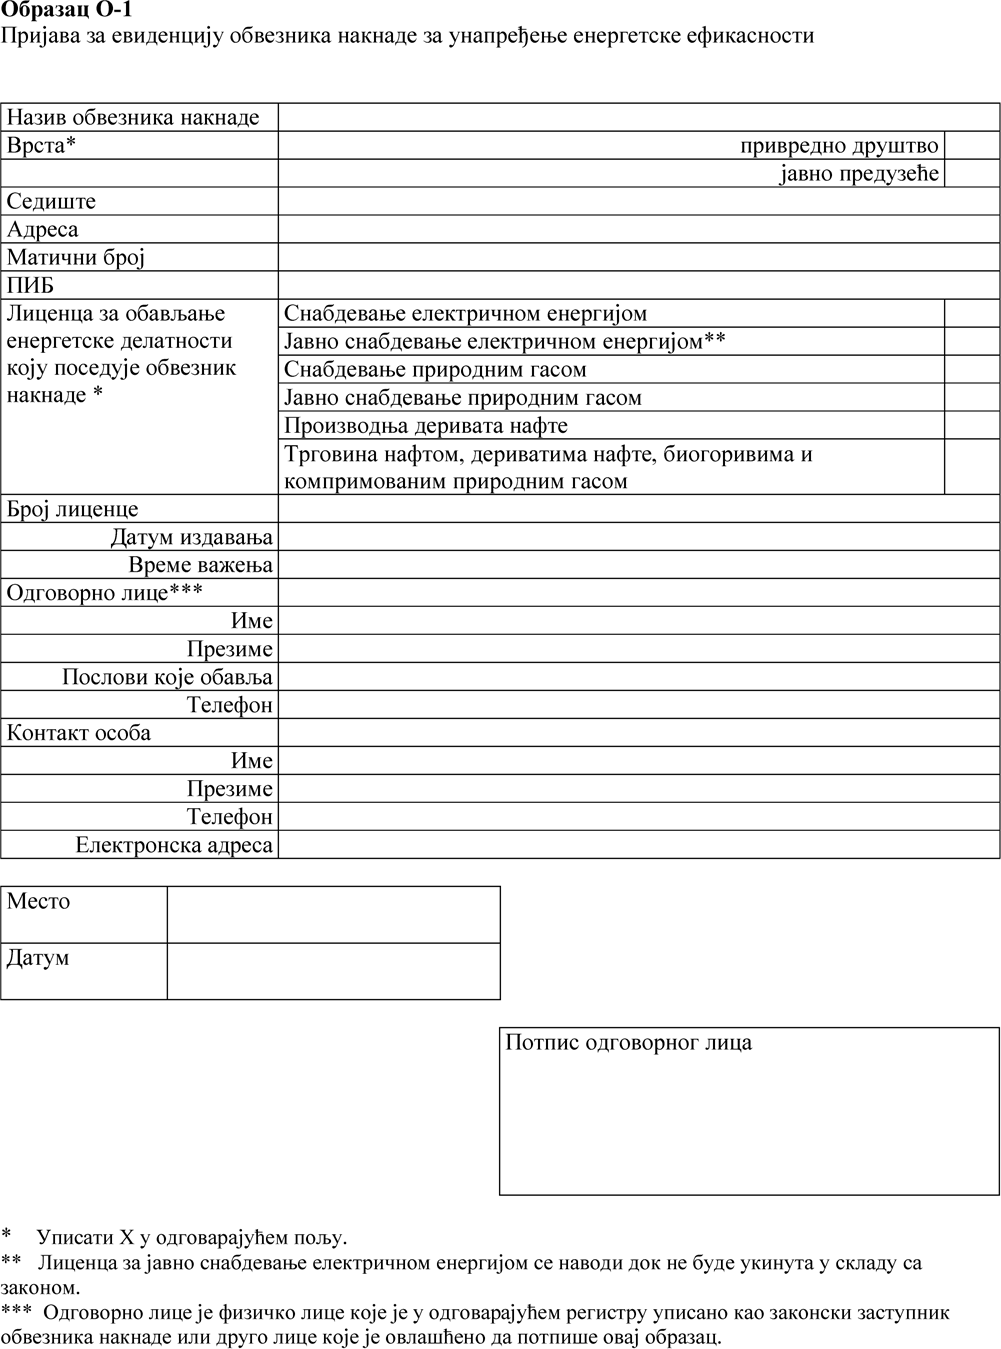 Образац О-1
Пријава за евиденцију обвезника накнаде за унапређење енергетске ефикасности
Назив обвезника накнаде
Врста*
привредно друштво
јавно предузеће
Седиште
Адреса
Матични број
ПИБ
Лиценца за обављање
енергетске делатности
коју поседује обвезник
накнаде *
Снабдевање електричном енергијом
Јавно снабдевање електричном енергијом**
Снабдевање природним гасом
Јавно снабдевање природним гасом
Производња деривата нафте
Трговина нафтом, дериватима нафте, биогоривима и
компримованим природним гасом
Број лиценце
Датум издавања
Време важења
Одговорно лице***
Име
Презиме
Послови које обавља
Телефон
Контакт особа
Име
Презиме
Телефон
Електронска адреса
Место
Датум
Потпис одговорног лица
* Уписати Х у одговарајућем пољу.
** Лиценца за јавно снабдевање електричном енергијом се наводи док не буде укинута у складу са
законом.
*** Одговорно лице је физичко лице које је у одговарајућем регистру уписано као законски заступник
обвезника накнаде или друго лице које је овлашћено да потпише овај образац.